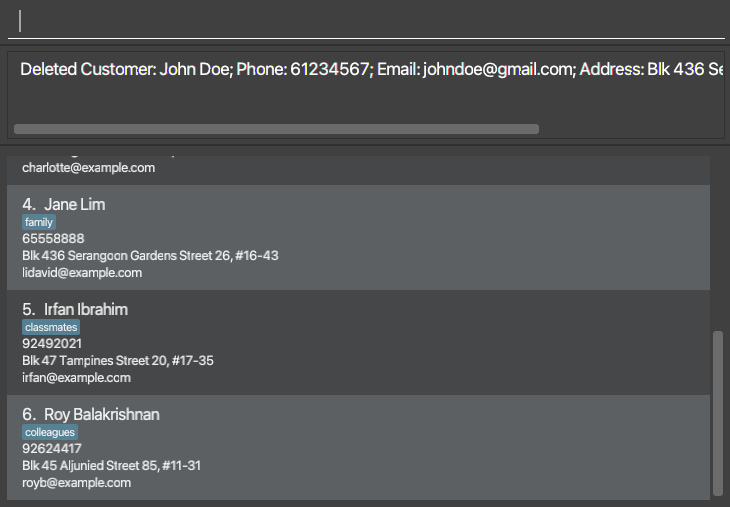 Deleted Customer: John Doe; Phone: 61234567; Email: johndoe@gmail.com; Address: Blk 436
charlotte@example.com
4. Jane Lim
family
65558888
Blk 436 Serangoon Gardens Street 26, #16-43
lidavid@example.com
5. Irfan Ibrahim
classmates
92492021
Blk 47 Tampines Street 20, #17-35
irfan@example.com
6. Roy Balakrishnan
colleagues
92624417
Blk 45 Aljunied Street 85, #11-31
royb@example.com